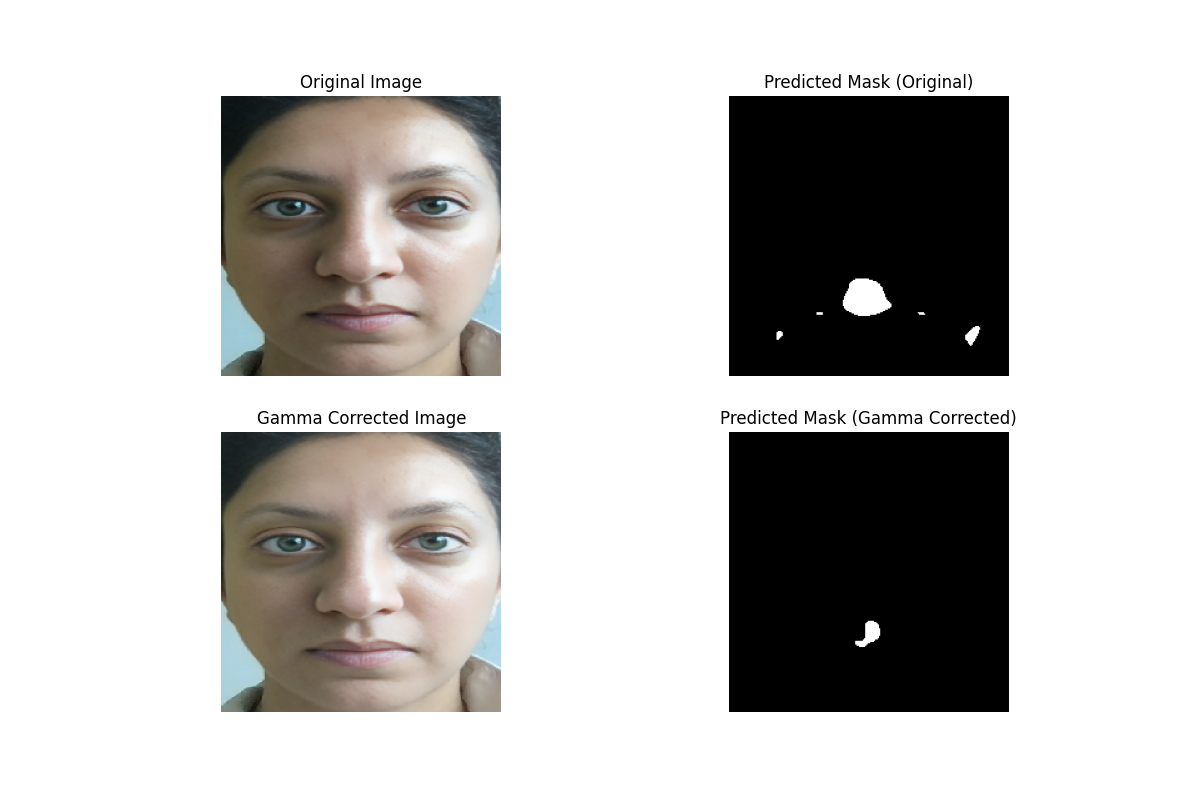 Original Image
Predicted Mask (Original)
Gamma Corrected Image
Predicted Mask (Gamma Corrected)